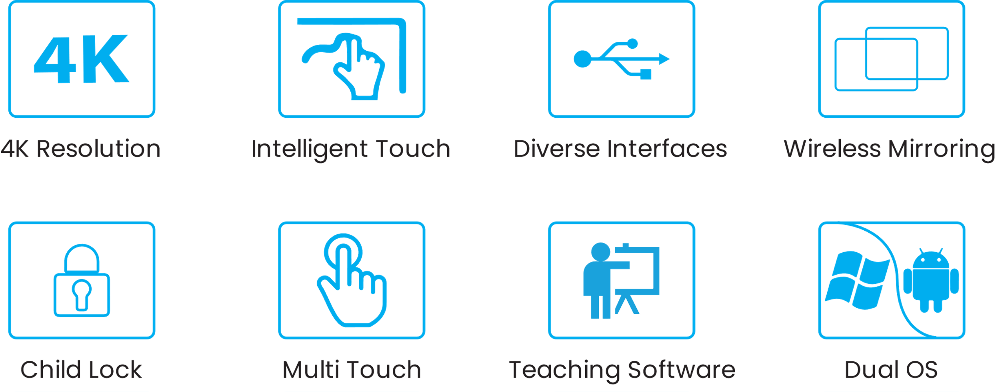 4K
4K Resolution
Intelligent Touch
Diverse Interfaces
Wireless Mirroring
Child Lock
Multi Touch
Teaching Software
Dual OS